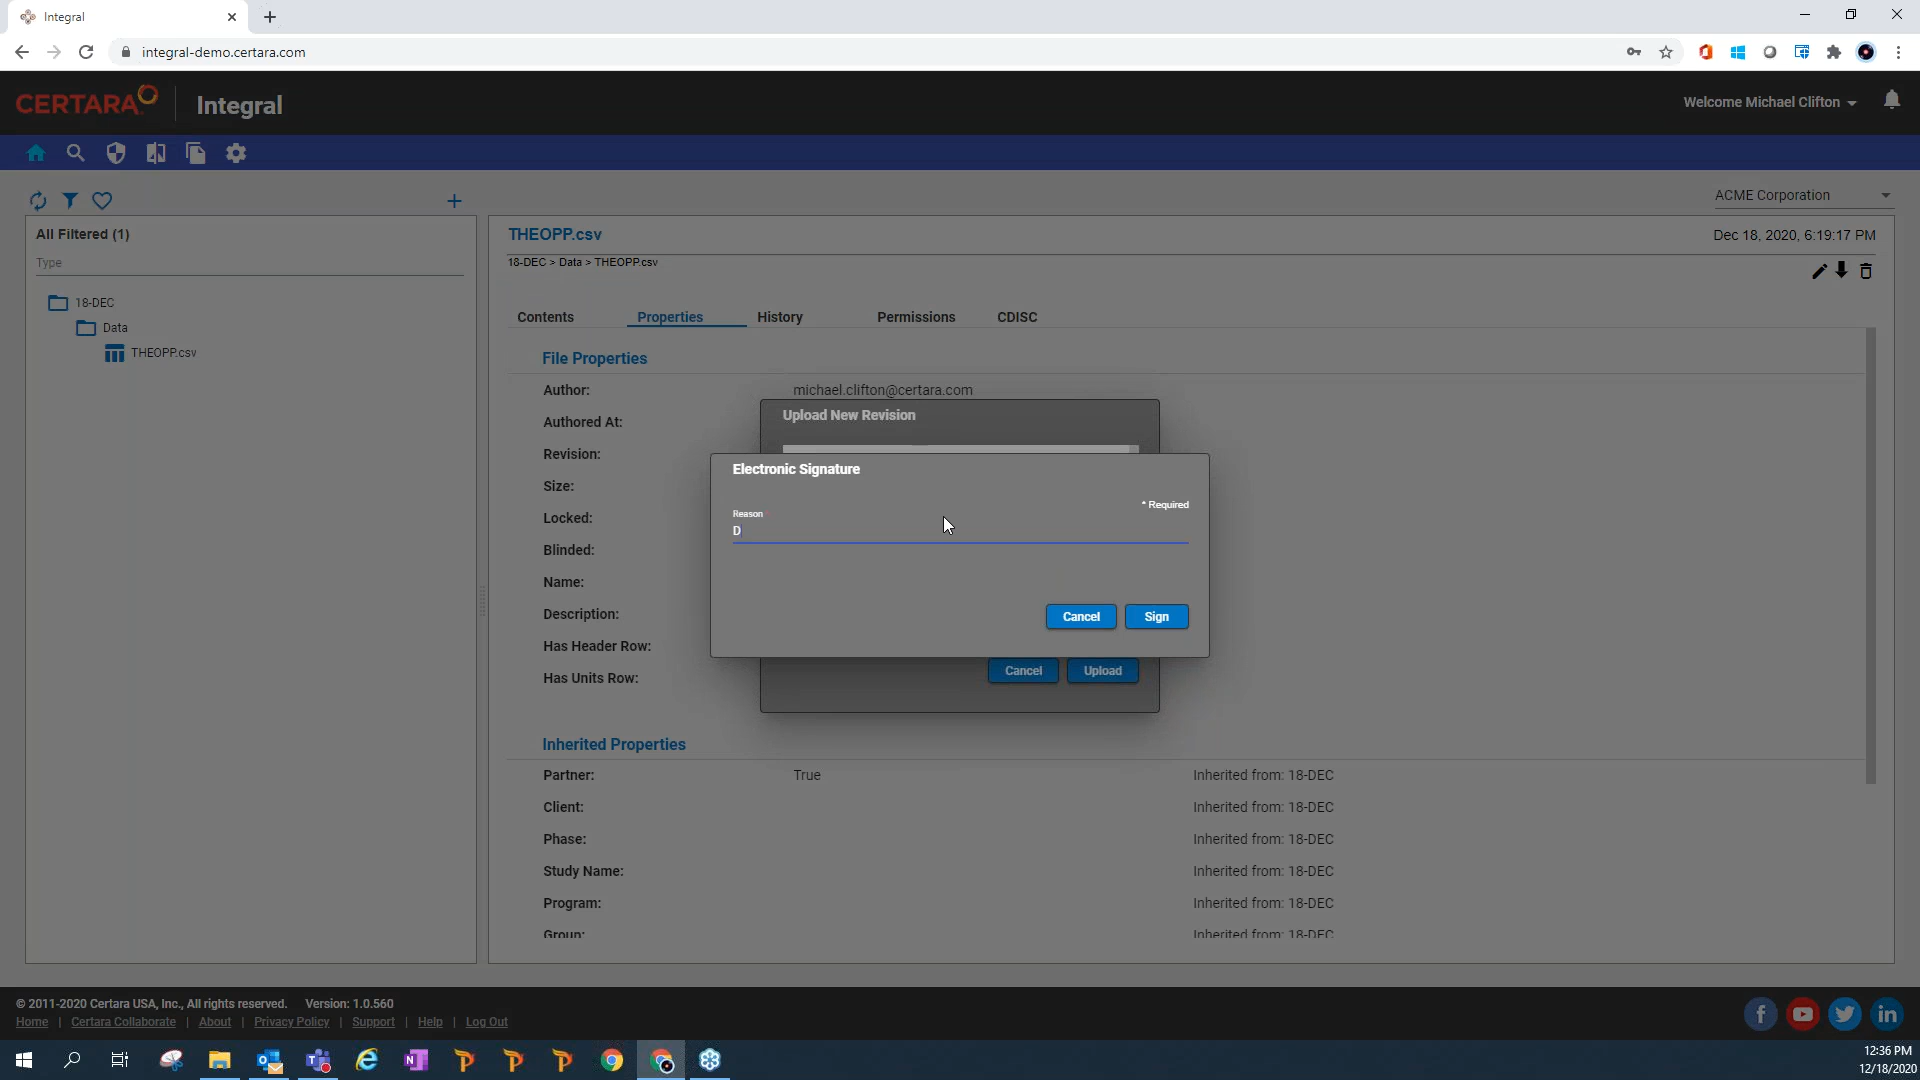 Integral
integral-demo.certara.com
CERTARA
Integral
Welcome Michael Clifton
ACME Corporation
All Filtered (1)
Type
18-DEC
Data
THEOPP.csv
THEOPP.csv
Dec 18, 2020, 6:19:17 PM
18-DEC > Data > THEOPP.csv
Contents
Properties
History
Permissions
CDISC
File Properties
Author: michael.clifton@certara.com
Authored At:
Revision:
Size:
Locked:
Blinded:
Name:
Description:
Has Header Row:
Has Units Row:
Upload New Revision
Electronic Signature
* Required
Reason
D
Cancel
Sign
Cancel
Upload
Inherited Properties
Partner: True Inherited from: 18-DEC
Client: Inherited from: 18-DEC
Phase: Inherited from: 18-DEC
Study Name: Inherited from: 18-DEC
Program: Inherited from: 18-DEC
Group: Inherited from: 18-DEC
© 2011-2020 Certara USA, Inc., All rights reserved. Version: 1.0.560
Home | Certara Collaborate | About | Privacy Policy | Support | Help | Log Out
12:36 PM
12/18/2020